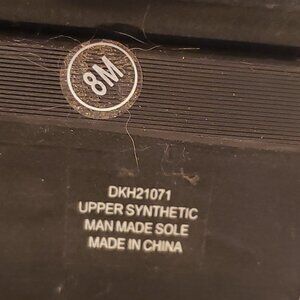 8M
DKH21071
UPPER SYNTHETIC
MAN MADE SOLE
MADE IN CHINA